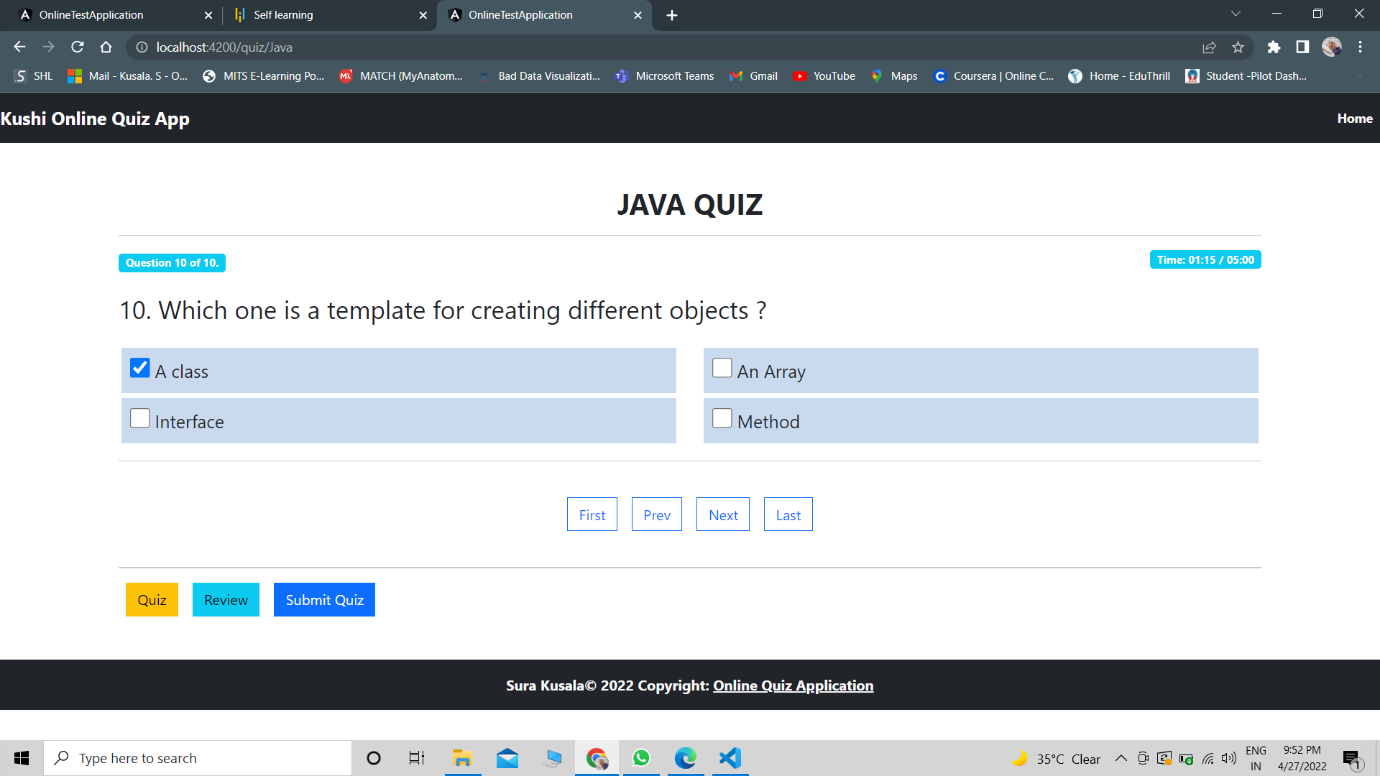 OnlineTestApplication
Self learning
OnlineTestApplication
localhost:4200/quiz/Java
SHL
Mail - Kusala. S - O...
MITS E-Learning Po...
MATCH (MyAnatom...
Bad Data Visualizati...
Microsoft Teams
Gmail
YouTube
Maps
Coursera | Online C...
Home - EduThrill
Student -Pilot Dash...
Kushi Online Quiz App
Home
JAVA QUIZ
Question 10 of 10.
Time: 01:15 / 05:00
10. Which one is a template for creating different objects ?
A class
An Array
Interface
Method
First
Prev
Next
Last
Quiz
Review
Submit Quiz
Sura Kusala© 2022 Copyright: Online Quiz Application
Type here to search
35°C Clear
ENG
IN
9:52 PM
4/27/2022
1